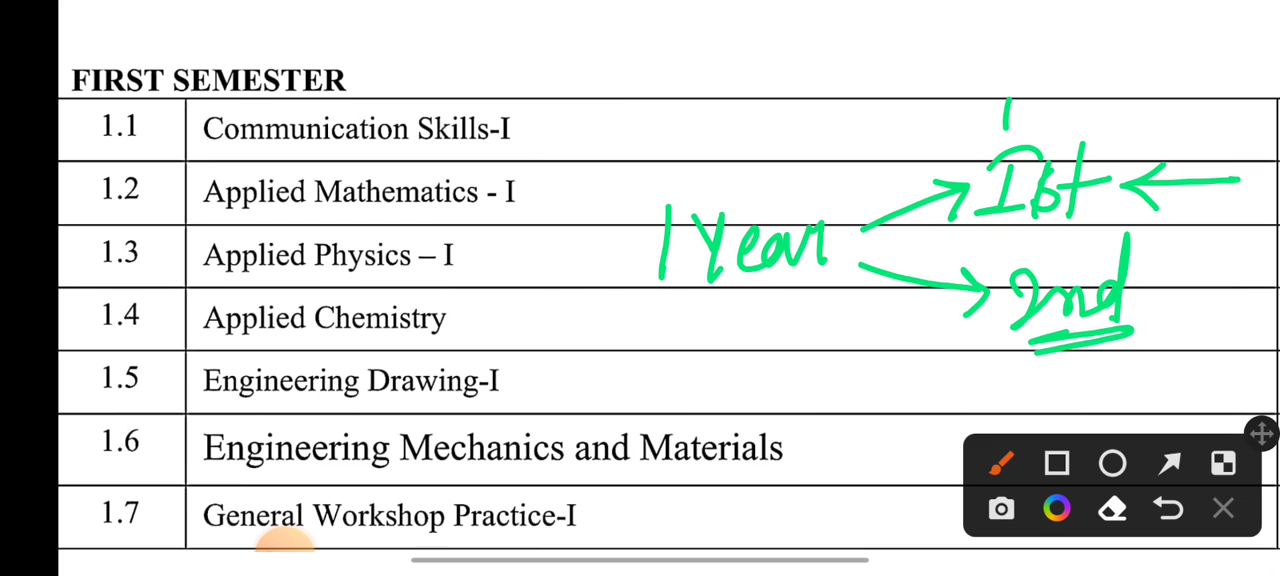 FIRST SEMESTER
1.1 Communication Skills-I
1.2 Applied Mathematics - I
1.3 Applied Physics – I
1.4 Applied Chemistry
1.5 Engineering Drawing-I
1.6 Engineering Mechanics and Materials
1.7 General Workshop Practice-I
1 Year
Ist
2nd